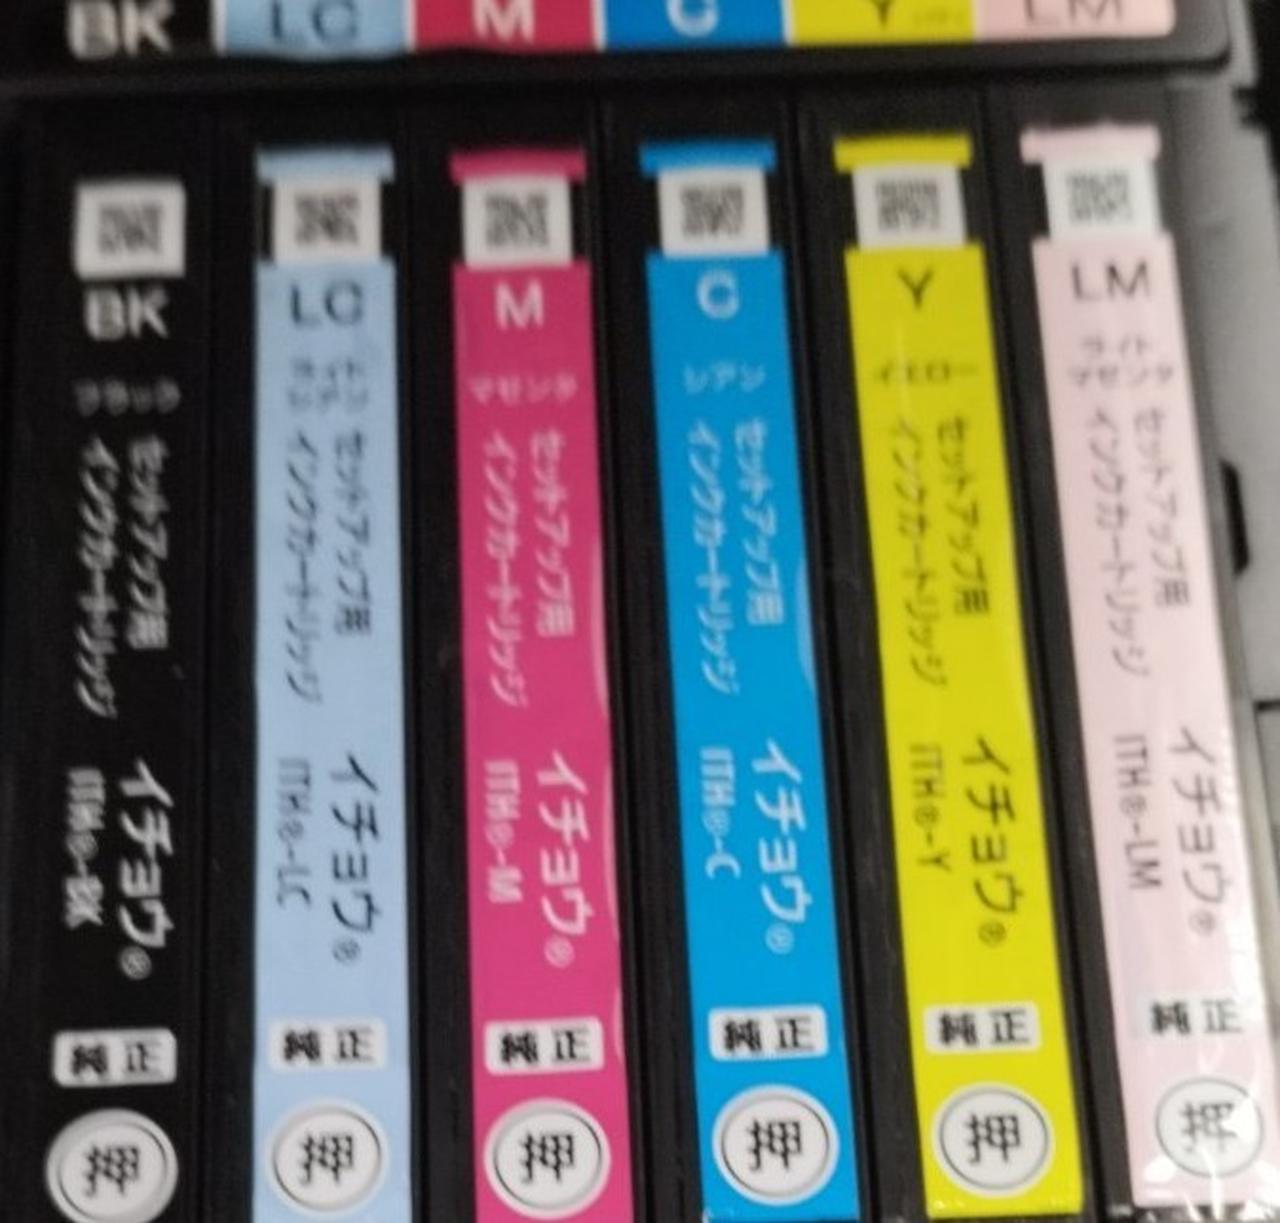 BK
LC
M
C
Y
LM
BK
ブラック
セットアップ用
インクカートリッジ
イチョウ®
ITH®-BK
純正
LC
ライト
シアン
セットアップ用
インクカートリッジ
イチョウ®
ITH®-LC
純正
M
マゼンタ
セットアップ用
インクカートリッジ
イチョウ®
ITH®-M
純正
C
シアン
セットアップ用
インクカートリッジ
イチョウ®
ITH®-C
純正
Y
イエロー
セットアップ用
インクカートリッジ
イチョウ®
ITH®-Y
純正
LM
ライト
マゼンタ
セットアップ用
インクカートリッジ
イチョウ®
ITH®-LM
純正